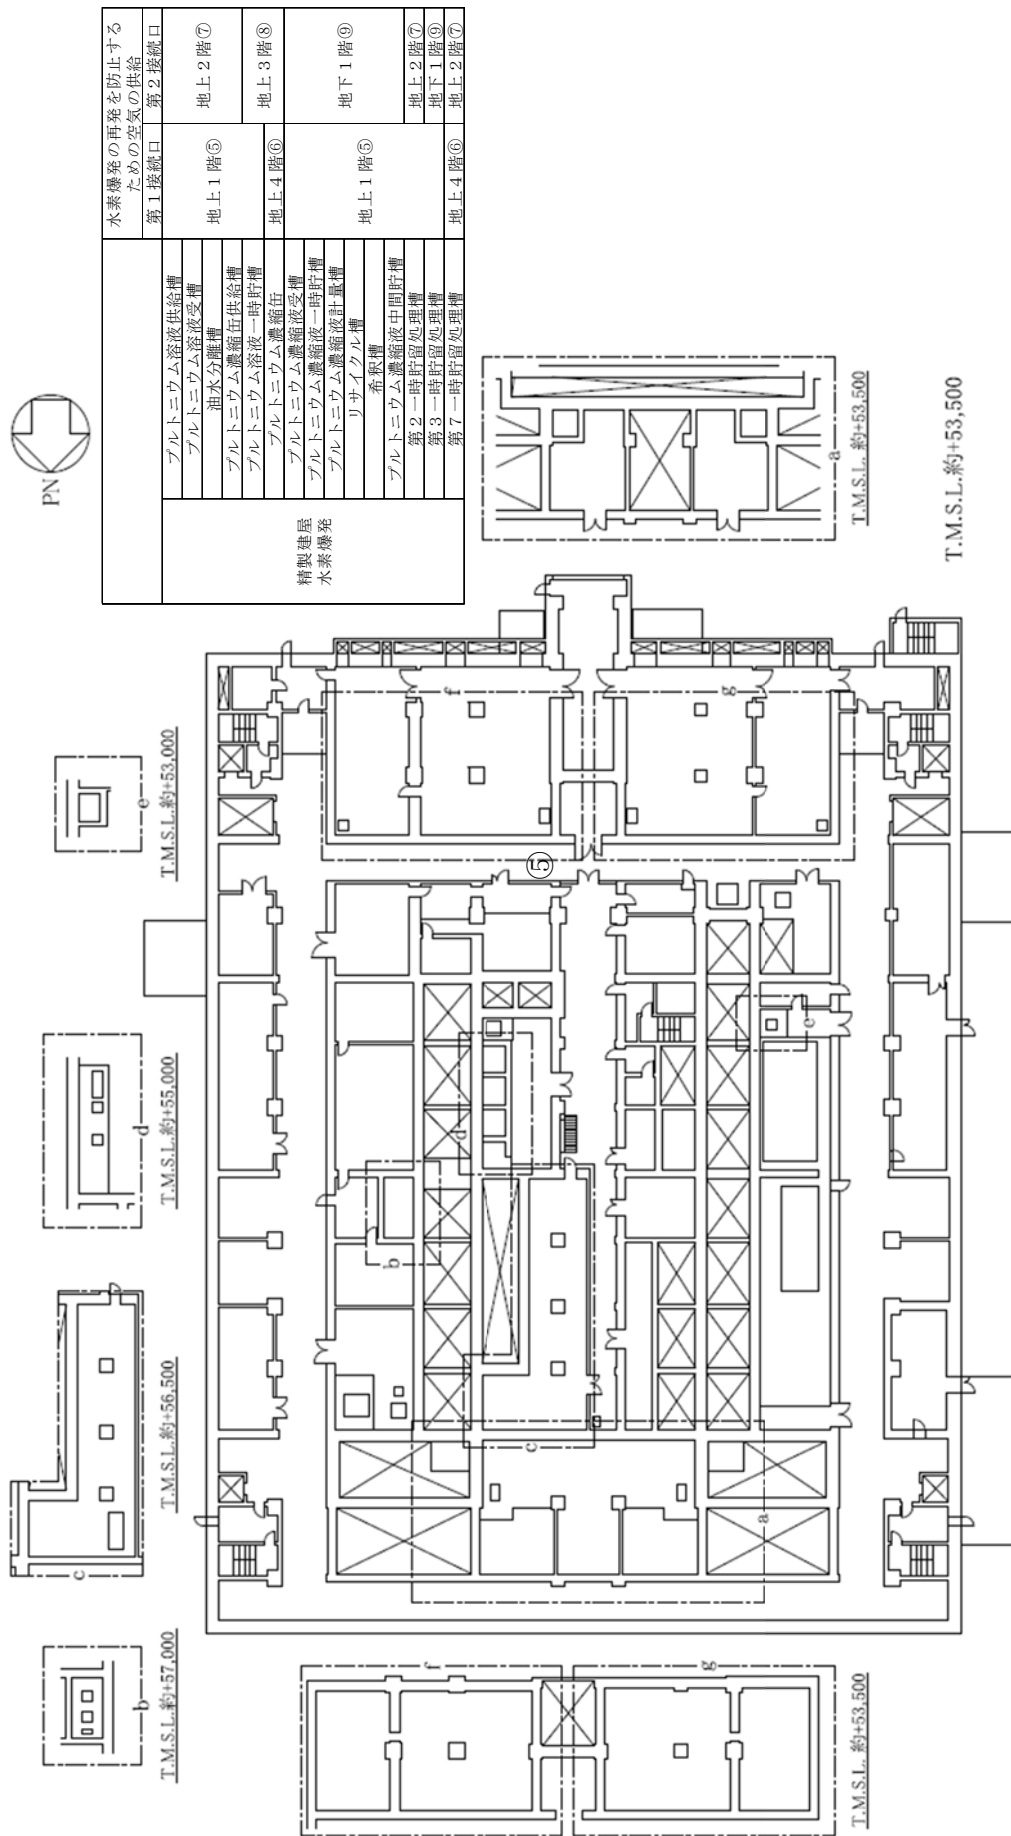 PN
水素爆発の再発を防止する
ための空気の供給
第1接続口 第2接続口
精製建屋
水素爆発
プルトニウム溶液供給槽 地上1階⑤ 地上2階⑦
プルトニウム溶液受槽
油水分離槽
プルトニウム濃縮缶供給槽
プルトニウム溶液一時貯槽 地上3階⑧
プルトニウム濃縮缶 地上4階⑥
プルトニウム濃縮液受槽 地上1階⑤ 地下1階⑨
プルトニウム濃縮液一時貯槽
プルトニウム濃縮液計量槽
リサイクル槽
希釈槽
プルトニウム濃縮液中間貯槽
第2一時貯留処理槽 地上2階⑦
第3一時貯留処理槽 地下1階⑨
第7一時貯留処理槽 地上4階⑥ 地上2階⑦
b
T.M.S.L.約+57,000
c
T.M.S.L.約+56,500
d
T.M.S.L.約+55,000
e
T.M.S.L.約+53,000
f
g
T.M.S.L. 約+53,500
a
T.M.S.L. 約+53,500
⑤
a
b
c
d
e
f
g
T.M.S.L.約+53,500